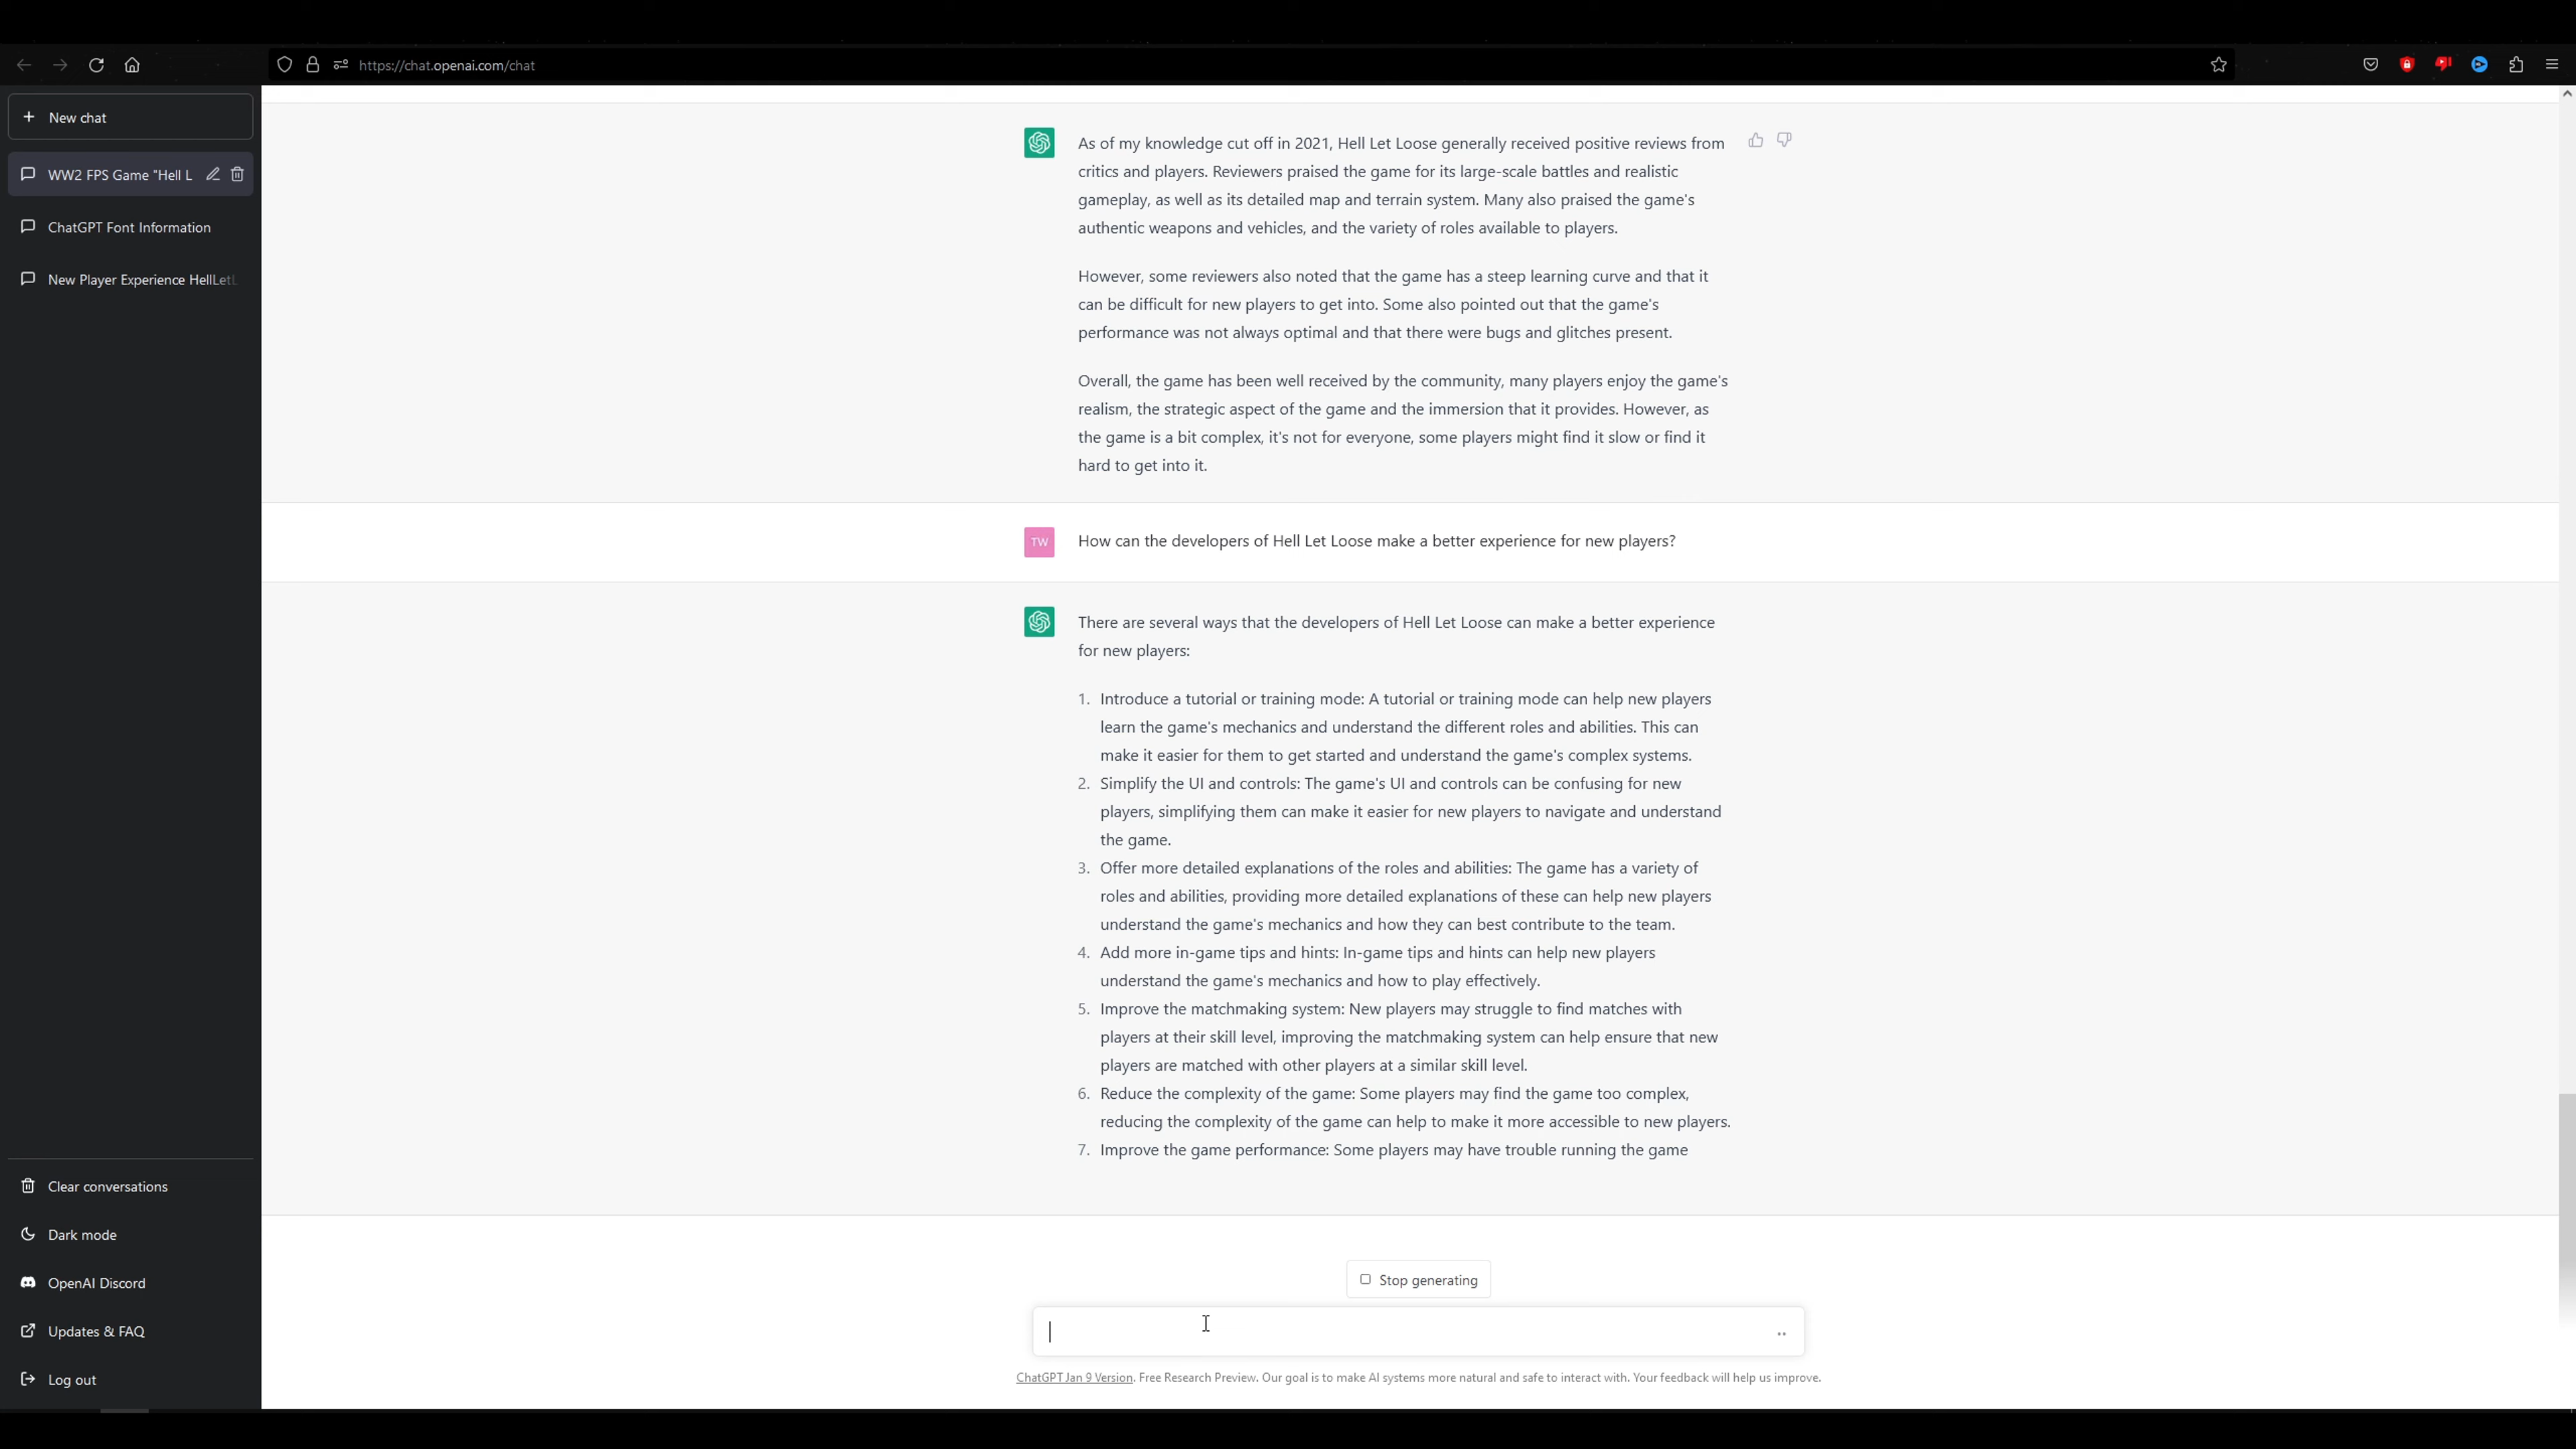 https://chat.openai.com/chat
New chat
WW2 FPS Game "Hell L
ChatGPT Font Information
New Player Experience HellLetL
Clear conversations
Dark mode
OpenAI Discord
Updates & FAQ
Log out
As of my knowledge cut off in 2021, Hell Let Loose generally received positive reviews from
critics and players. Reviewers praised the game for its large-scale battles and realistic
gameplay, as well as its detailed map and terrain system. Many also praised the game's
authentic weapons and vehicles, and the variety of roles available to players.
However, some reviewers also noted that the game has a steep learning curve and that it
can be difficult for new players to get into. Some also pointed out that the game's
performance was not always optimal and that there were bugs and glitches present.
Overall, the game has been well received by the community, many players enjoy the game's
realism, the strategic aspect of the game and the immersion that it provides. However, as
the game is a bit complex, it's not for everyone, some players might find it slow or find it
hard to get into it.
TW
How can the developers of Hell Let Loose make a better experience for new players?
There are several ways that the developers of Hell Let Loose can make a better experience
for new players:
1. Introduce a tutorial or training mode: A tutorial or training mode can help new players
learn the game's mechanics and understand the different roles and abilities. This can
make it easier for them to get started and understand the game's complex systems.
2. Simplify the UI and controls: The game's UI and controls can be confusing for new
players, simplifying them can make it easier for new players to navigate and understand
the game.
3. Offer more detailed explanations of the roles and abilities: The game has a variety of
roles and abilities, providing more detailed explanations of these can help new players
understand the game's mechanics and how they can best contribute to the team.
4. Add more in-game tips and hints: In-game tips and hints can help new players
understand the game's mechanics and how to play effectively.
5. Improve the matchmaking system: New players may struggle to find matches with
players at their skill level, improving the matchmaking system can help ensure that new
players are matched with other players at a similar skill level.
6. Reduce the complexity of the game: Some players may find the game too complex,
reducing the complexity of the game can help to make it more accessible to new players.
7. Improve the game performance: Some players may have trouble running the game
Stop generating
ChatGPT Jan 9 Version. Free Research Preview. Our goal is to make AI systems more natural and safe to interact with. Your feedback will help us improve.